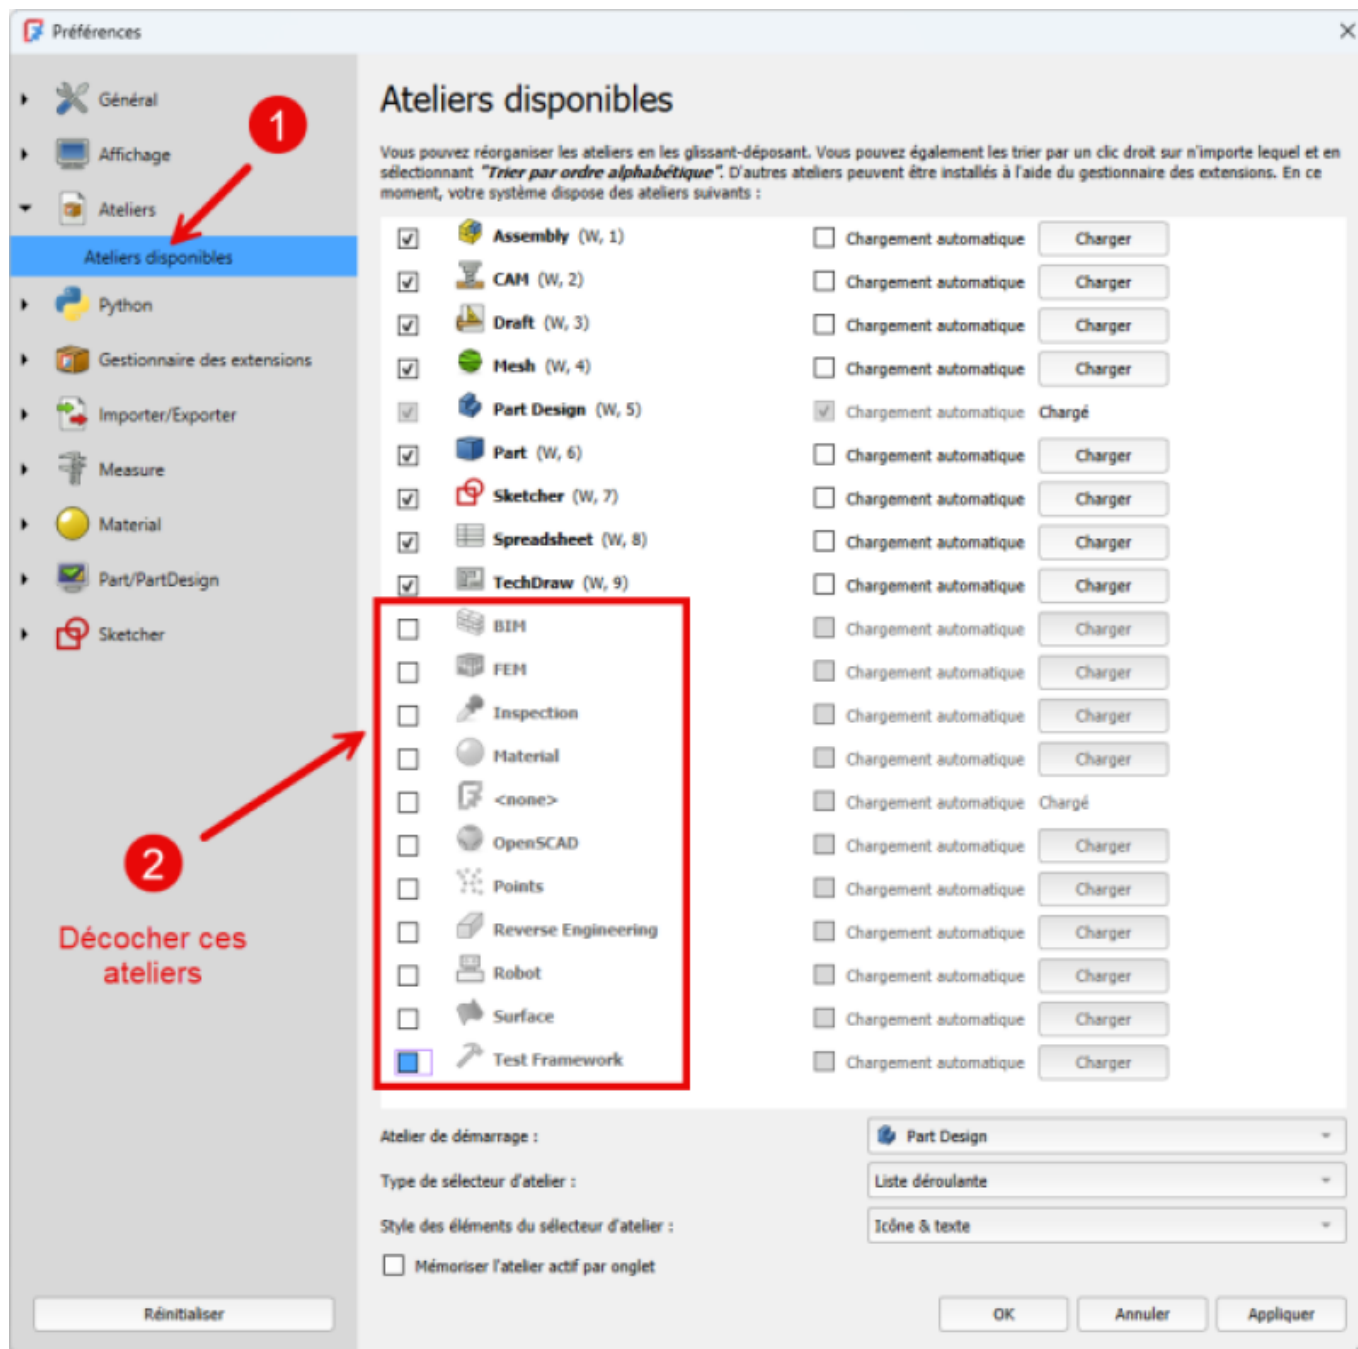 Préférences
Général
Affichage
Ateliers
Ateliers disponibles
Python
Gestionnaire des extensions
Importer/Exporter
Measure
Material
Part/PartDesign
Sketcher
1
2
Décocher ces
ateliers
Réinitialiser
Ateliers disponibles
Vous pouvez réorganiser les ateliers en les glissant-déposant. Vous pouvez également les trier par un clic droit sur n'importe lequel et en
sélectionnant "Trier par ordre alphabétique". D'autres ateliers peuvent être installés à l'aide du gestionnaire des extensions. En ce
moment, votre système dispose des ateliers suivants :
Assembly (W, 1) Chargement automatique Charger
CAM (W, 2) Chargement automatique Charger
Draft (W, 3) Chargement automatique Charger
Mesh (W, 4) Chargement automatique Charger
Part Design (W, 5) Chargement automatique Chargé
Part (W, 6) Chargement automatique Charger
Sketcher (W, 7) Chargement automatique Charger
Spreadsheet (W, 8) Chargement automatique Charger
TechDraw (W, 9) Chargement automatique Charger
BIM Chargement automatique Charger
FEM Chargement automatique Charger
Inspection Chargement automatique Charger
Material Chargement automatique Charger
<none> Chargement automatique Chargé
OpenSCAD Chargement automatique Charger
Points Chargement automatique Charger
Reverse Engineering Chargement automatique Charger
Robot Chargement automatique Charger
Surface Chargement automatique Charger
Test Framework Chargement automatique Charger
Atelier de démarrage : Part Design
Type de sélecteur d'atelier : Liste déroulante
Style des éléments du sélecteur d'atelier : Icône & texte
Mémoriser l'atelier actif par onglet
OK Annuler Appliquer